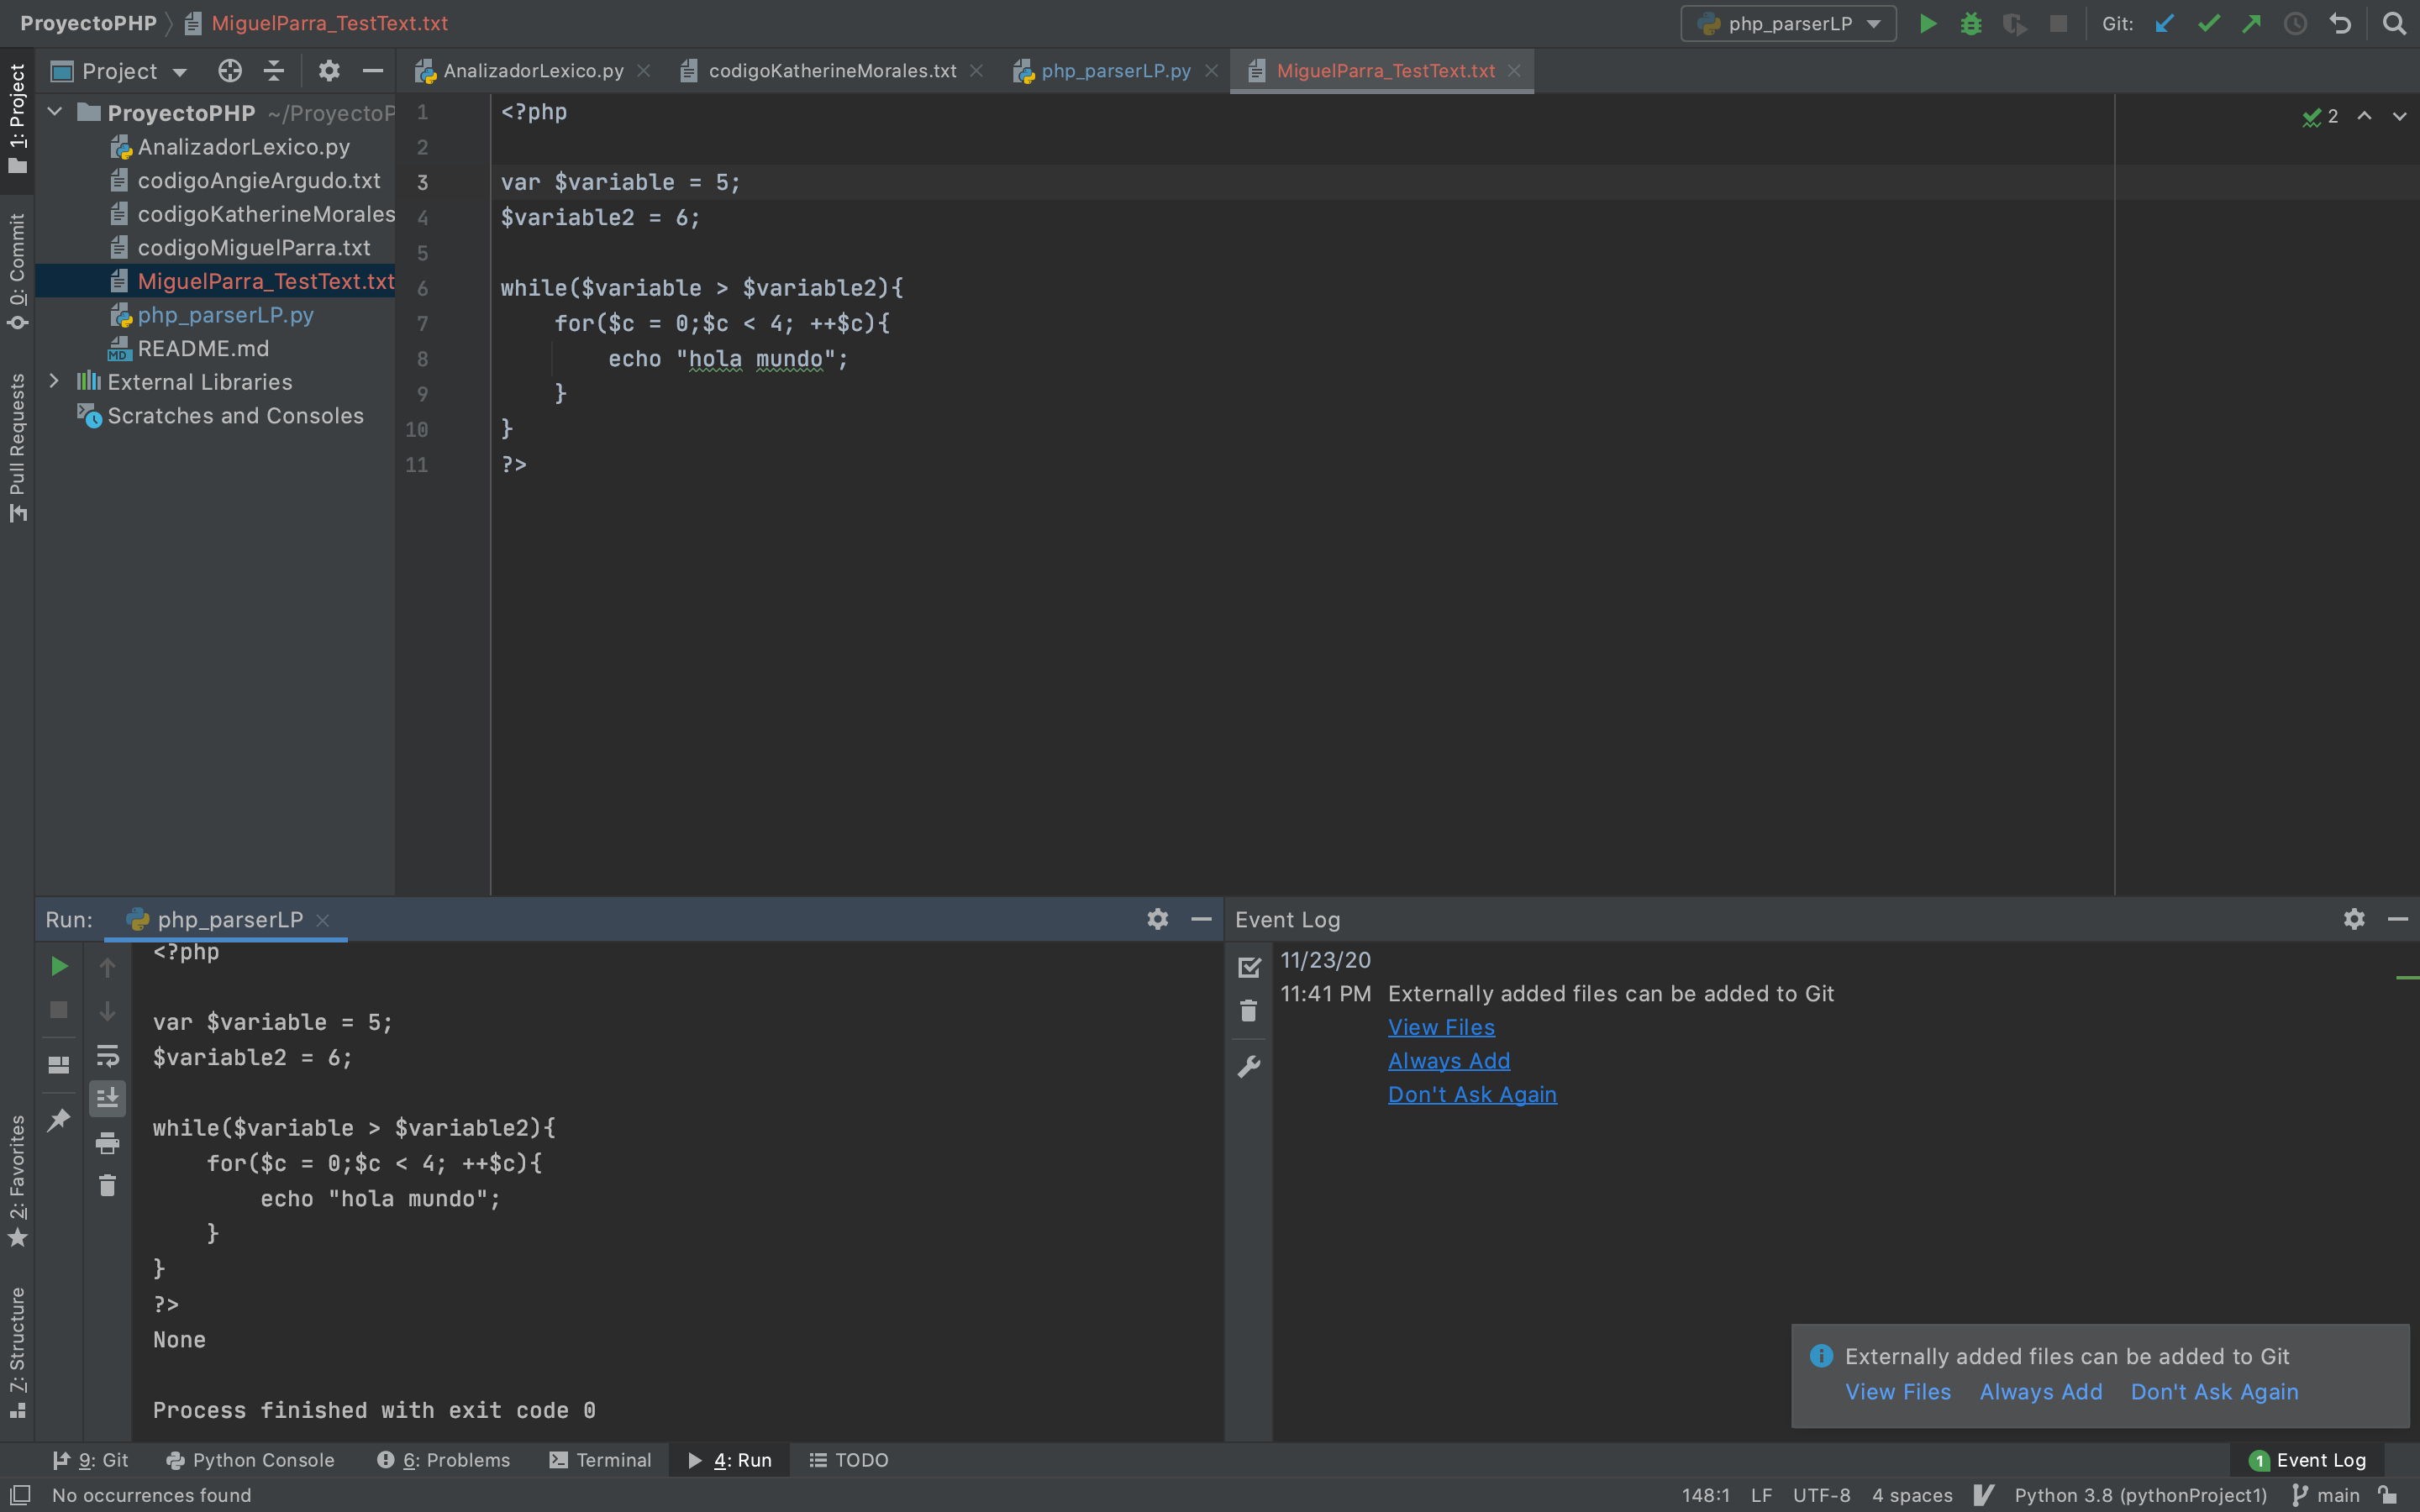 ProyectoPHP MiguelParra_TestText.txt php_parserLP Git:
1: Project
0: Commit
Pull Requests
2: Favorites
7: Structure
Project
AnalizadorLexico.py codigoKatherineMorales.txt php_parserLP.py MiguelParra_TestText.txt
ProyectoPHP ~/ProyectoP
AnalizadorLexico.py
codigoAngieArgudo.txt
codigoKatherineMorales
codigoMiguelParra.txt
MiguelParra_TestText.txt
php_parserLP.py
MD README.md
External Libraries
Scratches and Consoles
1 <?php
2
3 var $variable = 5;
4 $variable2 = 6;
5
6 while($variable > $variable2){
7 for($c = 0;$c < 4; ++$c){
8 echo "hola mundo";
9 }
10 }
11 ?>
2
Run: php_parserLP
<?php
var $variable = 5;
$variable2 = 6;
while($variable > $variable2){
for($c = 0;$c < 4; ++$c){
echo "hola mundo";
}
}
?>
None
Process finished with exit code 0
Event Log
11/23/20
11:41 PM Externally added files can be added to Git
View Files
Always Add
Don't Ask Again
Externally added files can be added to Git
View Files Always Add Don't Ask Again
9: Git Python Console 6: Problems Terminal 4: Run TODO 1 Event Log
No occurrences found 148:1 LF UTF-8 4 spaces Python 3.8 (pythonProject1) main